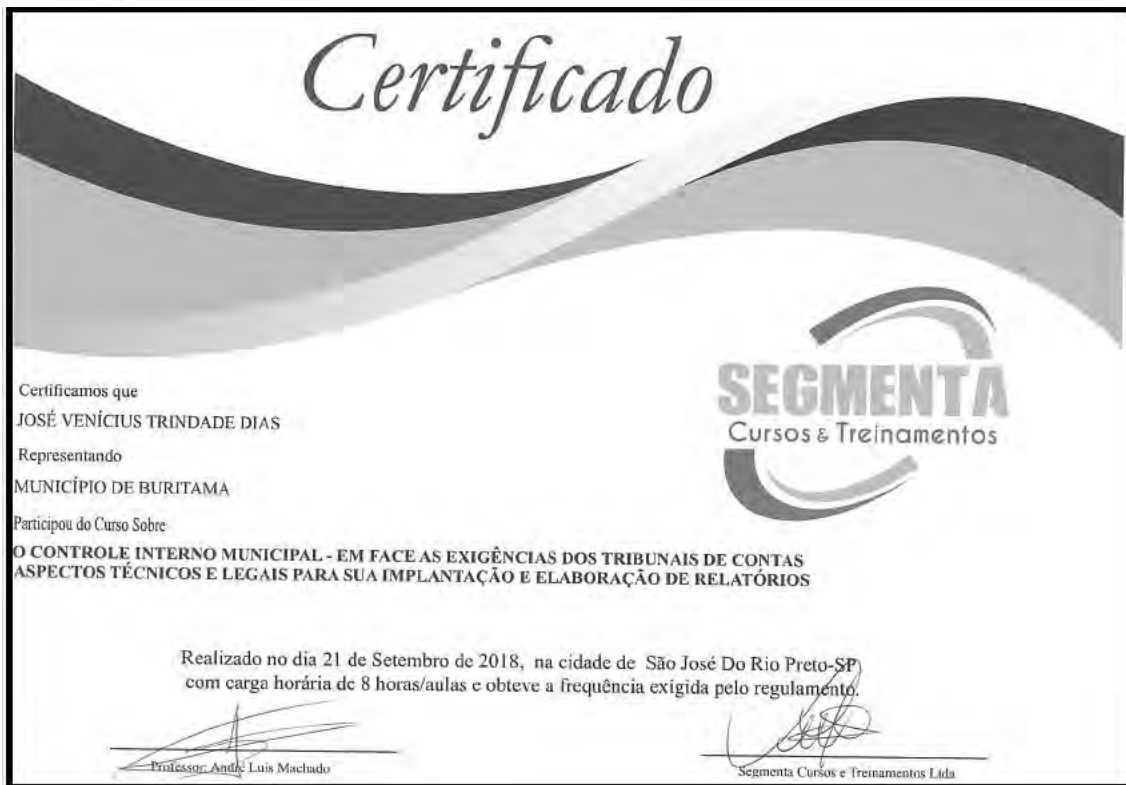 Certificado
SEGMENTA
Cursos & Treinamentos
Certificamos que
JOSÉ VENÍCIUS TRINDADE DIAS
Representando
MUNICÍPIO DE BURITAMA
Participou do Curso Sobre
O CONTROLE INTERNO MUNICIPAL - EM FACE AS EXIGÊNCIAS DOS TRIBUNAIS DE CONTAS
ASPECTOS TÉCNICOS E LEGAIS PARA SUA IMPLANTAÇÃO E ELABORAÇÃO DE RELATÓRIOS
Realizado no dia 21 de Setembro de 2018, na cidade de São José Do Rio Preto-SP
com carga horária de 8 horas/aulas e obteve a frequência exigida pelo regulamento.
Professor: André Luis Machado
Segmenta Cursos e Treinamentos Ltda